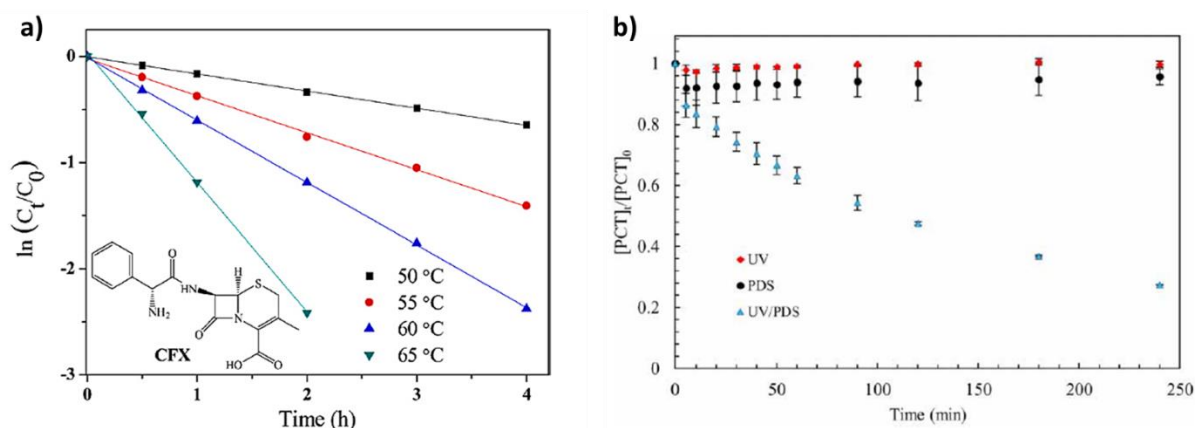 a)
ln (Cₜ/C₀)
0
-1
-2
-3
0
1
2
3
4
Time (h)
O
H
H
N
S
NH₂
O
N
HO
O
CFX
50 °C
55 °C
60 °C
65 °C
b)
[PCT]ₜ/[PCT]₀
1
0.8
0.6
0.4
0.2
0
0
50
100
150
200
250
Time (min)
UV
PDS
UV/PDS